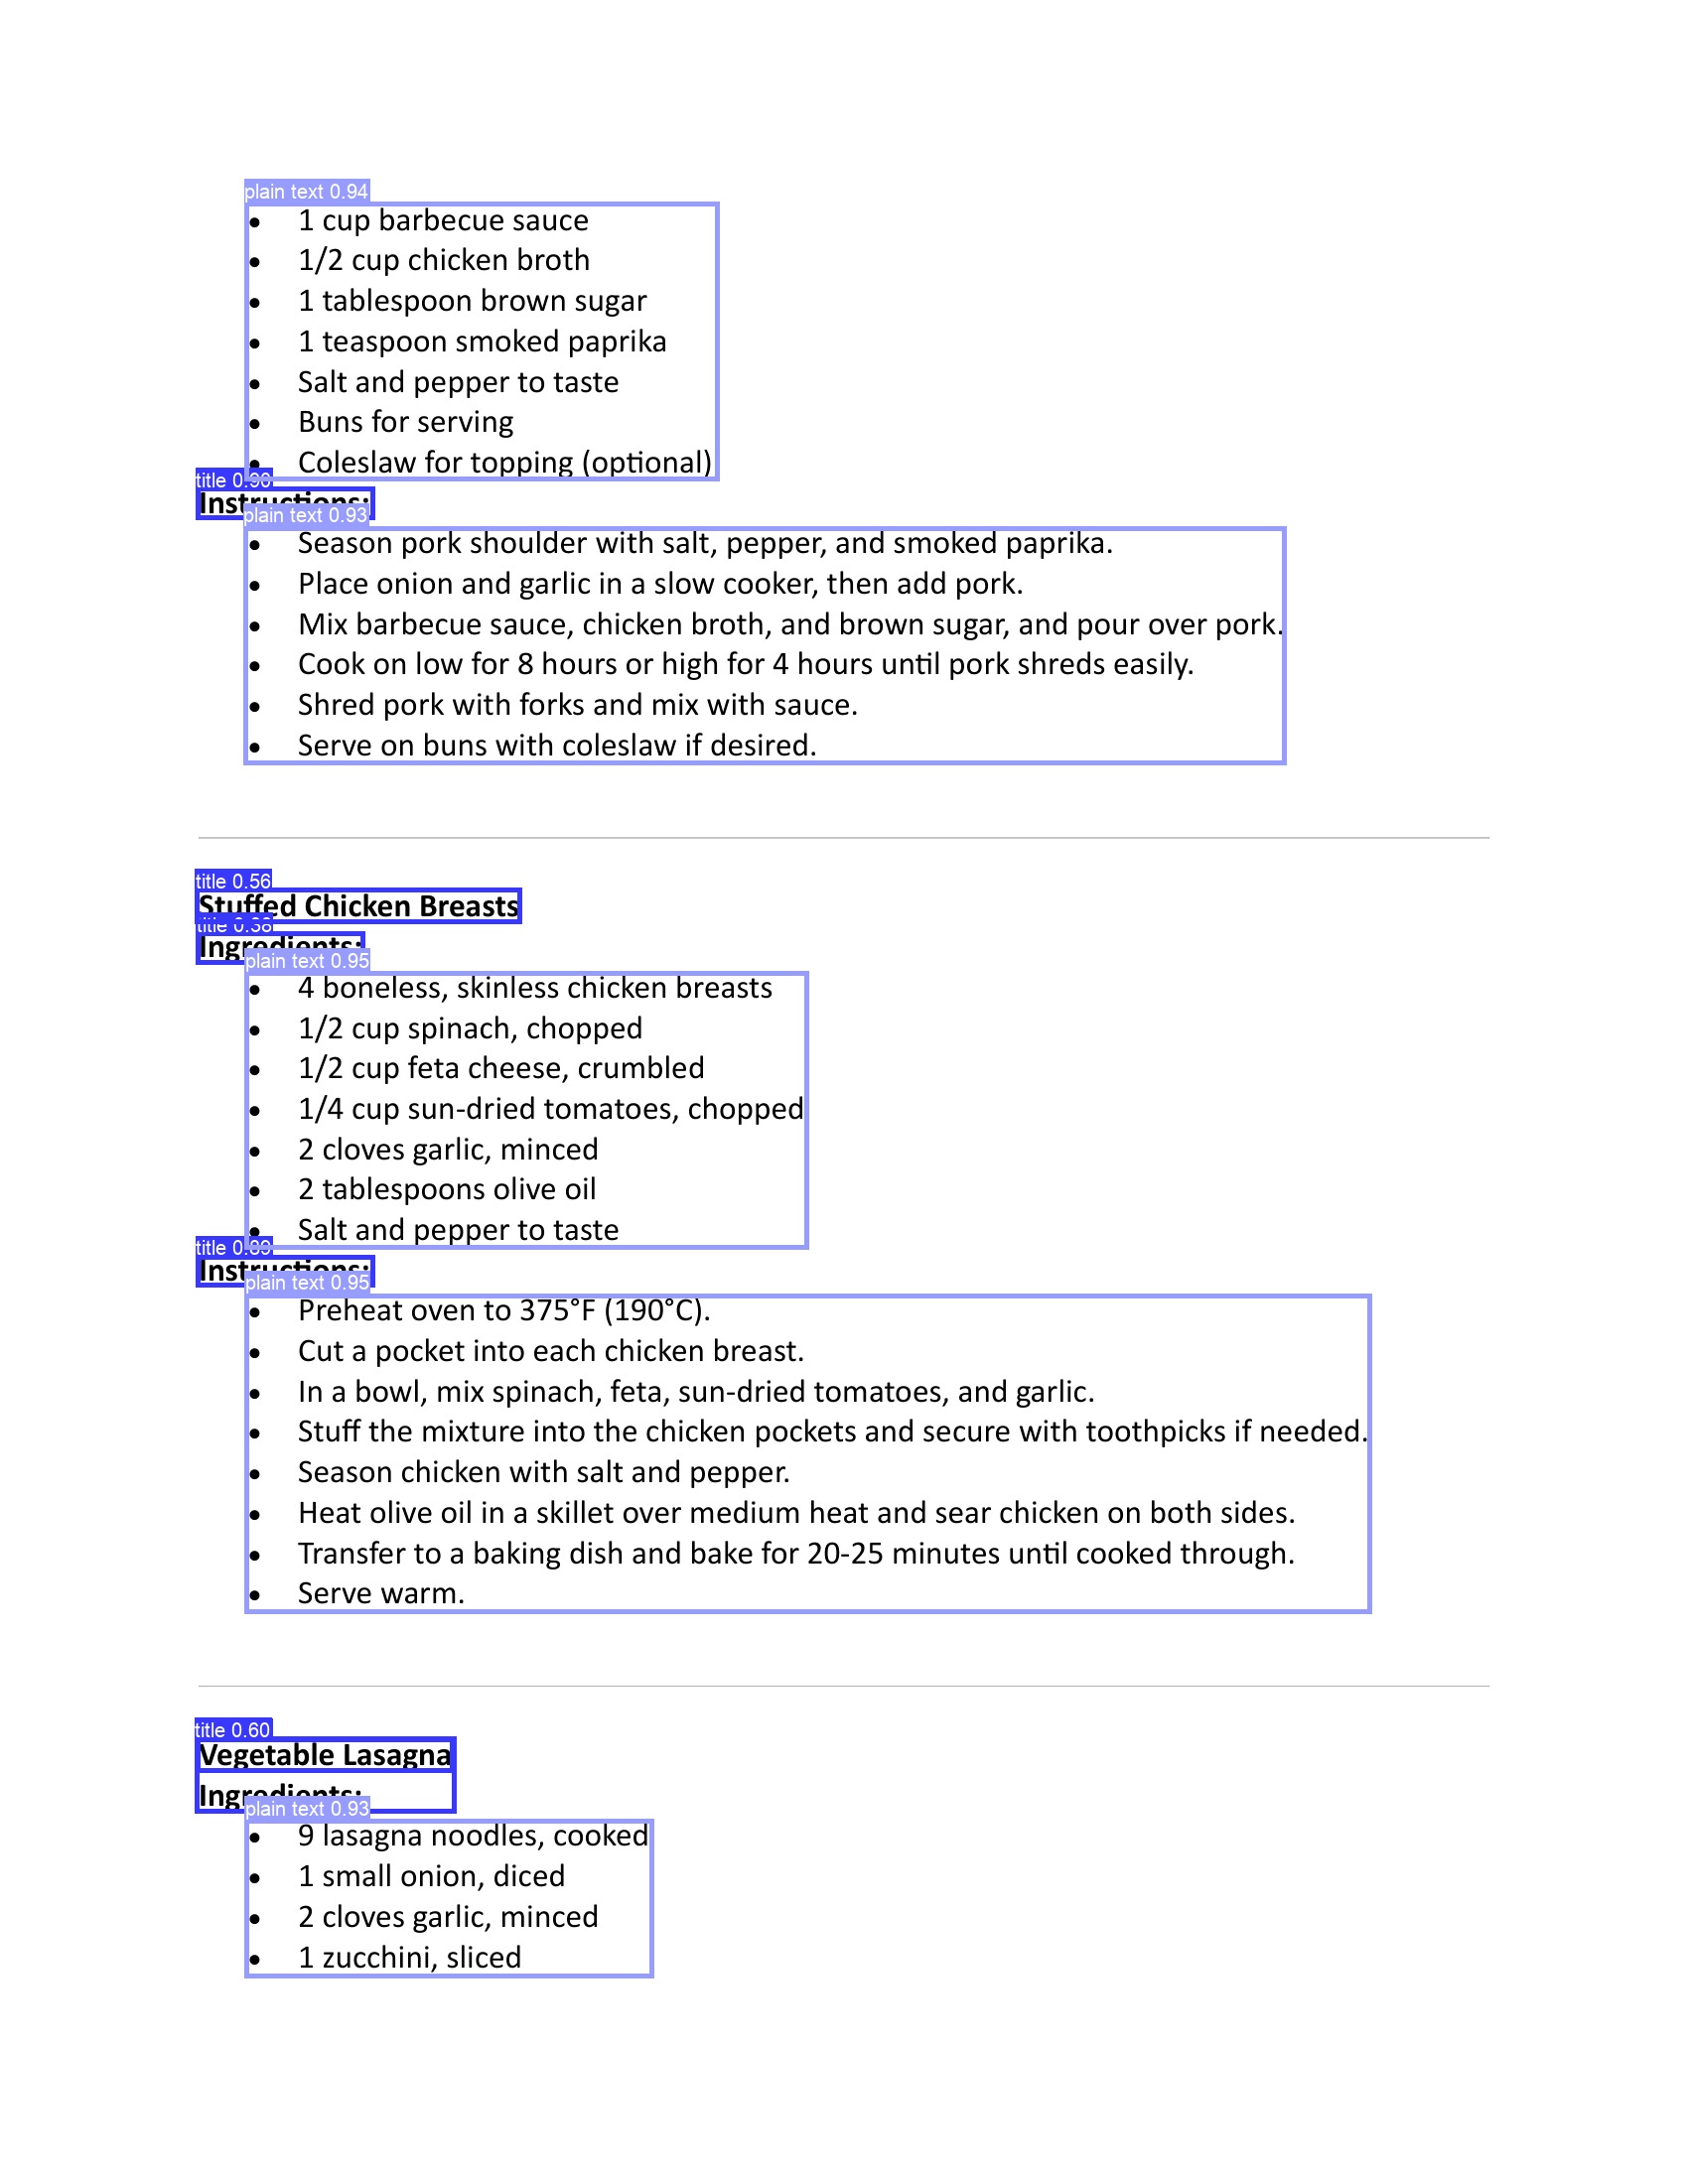 plain text 0.94
• 1 cup barbecue sauce
• 1/2 cup chicken broth
• 1 tablespoon brown sugar
• 1 teaspoon smoked paprika
• Salt and pepper to taste
• Buns for serving
• Coleslaw for topping (optional)
title 0.90
Instructions:
plain text 0.93
• Season pork shoulder with salt, pepper, and smoked paprika.
• Place onion and garlic in a slow cooker, then add pork.
• Mix barbecue sauce, chicken broth, and brown sugar, and pour over pork.
• Cook on low for 8 hours or high for 4 hours until pork shreds easily.
• Shred pork with forks and mix with sauce.
• Serve on buns with coleslaw if desired.
title 0.56
Stuffed Chicken Breasts
title 0.38
Ingredients:
plain text 0.95
• 4 boneless, skinless chicken breasts
• 1/2 cup spinach, chopped
• 1/2 cup feta cheese, crumbled
• 1/4 cup sun-dried tomatoes, chopped
• 2 cloves garlic, minced
• 2 tablespoons olive oil
• Salt and pepper to taste
title 0.89
Instructions:
plain text 0.95
• Preheat oven to 375°F (190°C).
• Cut a pocket into each chicken breast.
• In a bowl, mix spinach, feta, sun-dried tomatoes, and garlic.
• Stuff the mixture into the chicken pockets and secure with toothpicks if needed.
• Season chicken with salt and pepper.
• Heat olive oil in a skillet over medium heat and sear chicken on both sides.
• Transfer to a baking dish and bake for 20-25 minutes until cooked through.
• Serve warm.
title 0.60
Vegetable Lasagna
Ingredients:
plain text 0.93
• 9 lasagna noodles, cooked
• 1 small onion, diced
• 2 cloves garlic, minced
• 1 zucchini, sliced